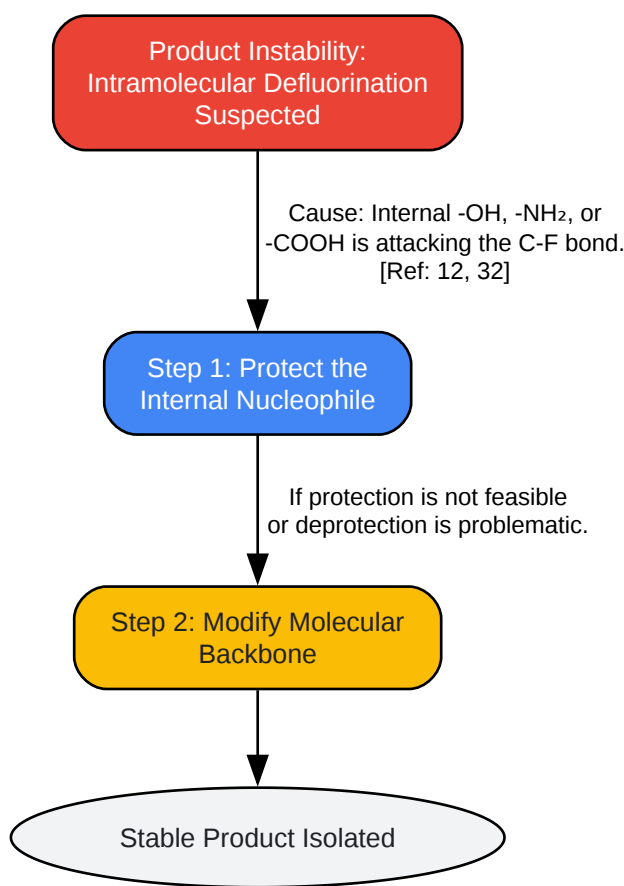 Product Instability:
Intramolecular Defluorination
Suspected
Cause: Internal -OH, -NH₂, or
-COOH is attacking the C-F bond.
[Ref: 12, 32]
Step 1: Protect the
Internal Nucleophile
If protection is not feasible
or deprotection is problematic.
Step 2: Modify Molecular
Backbone
Stable Product Isolated